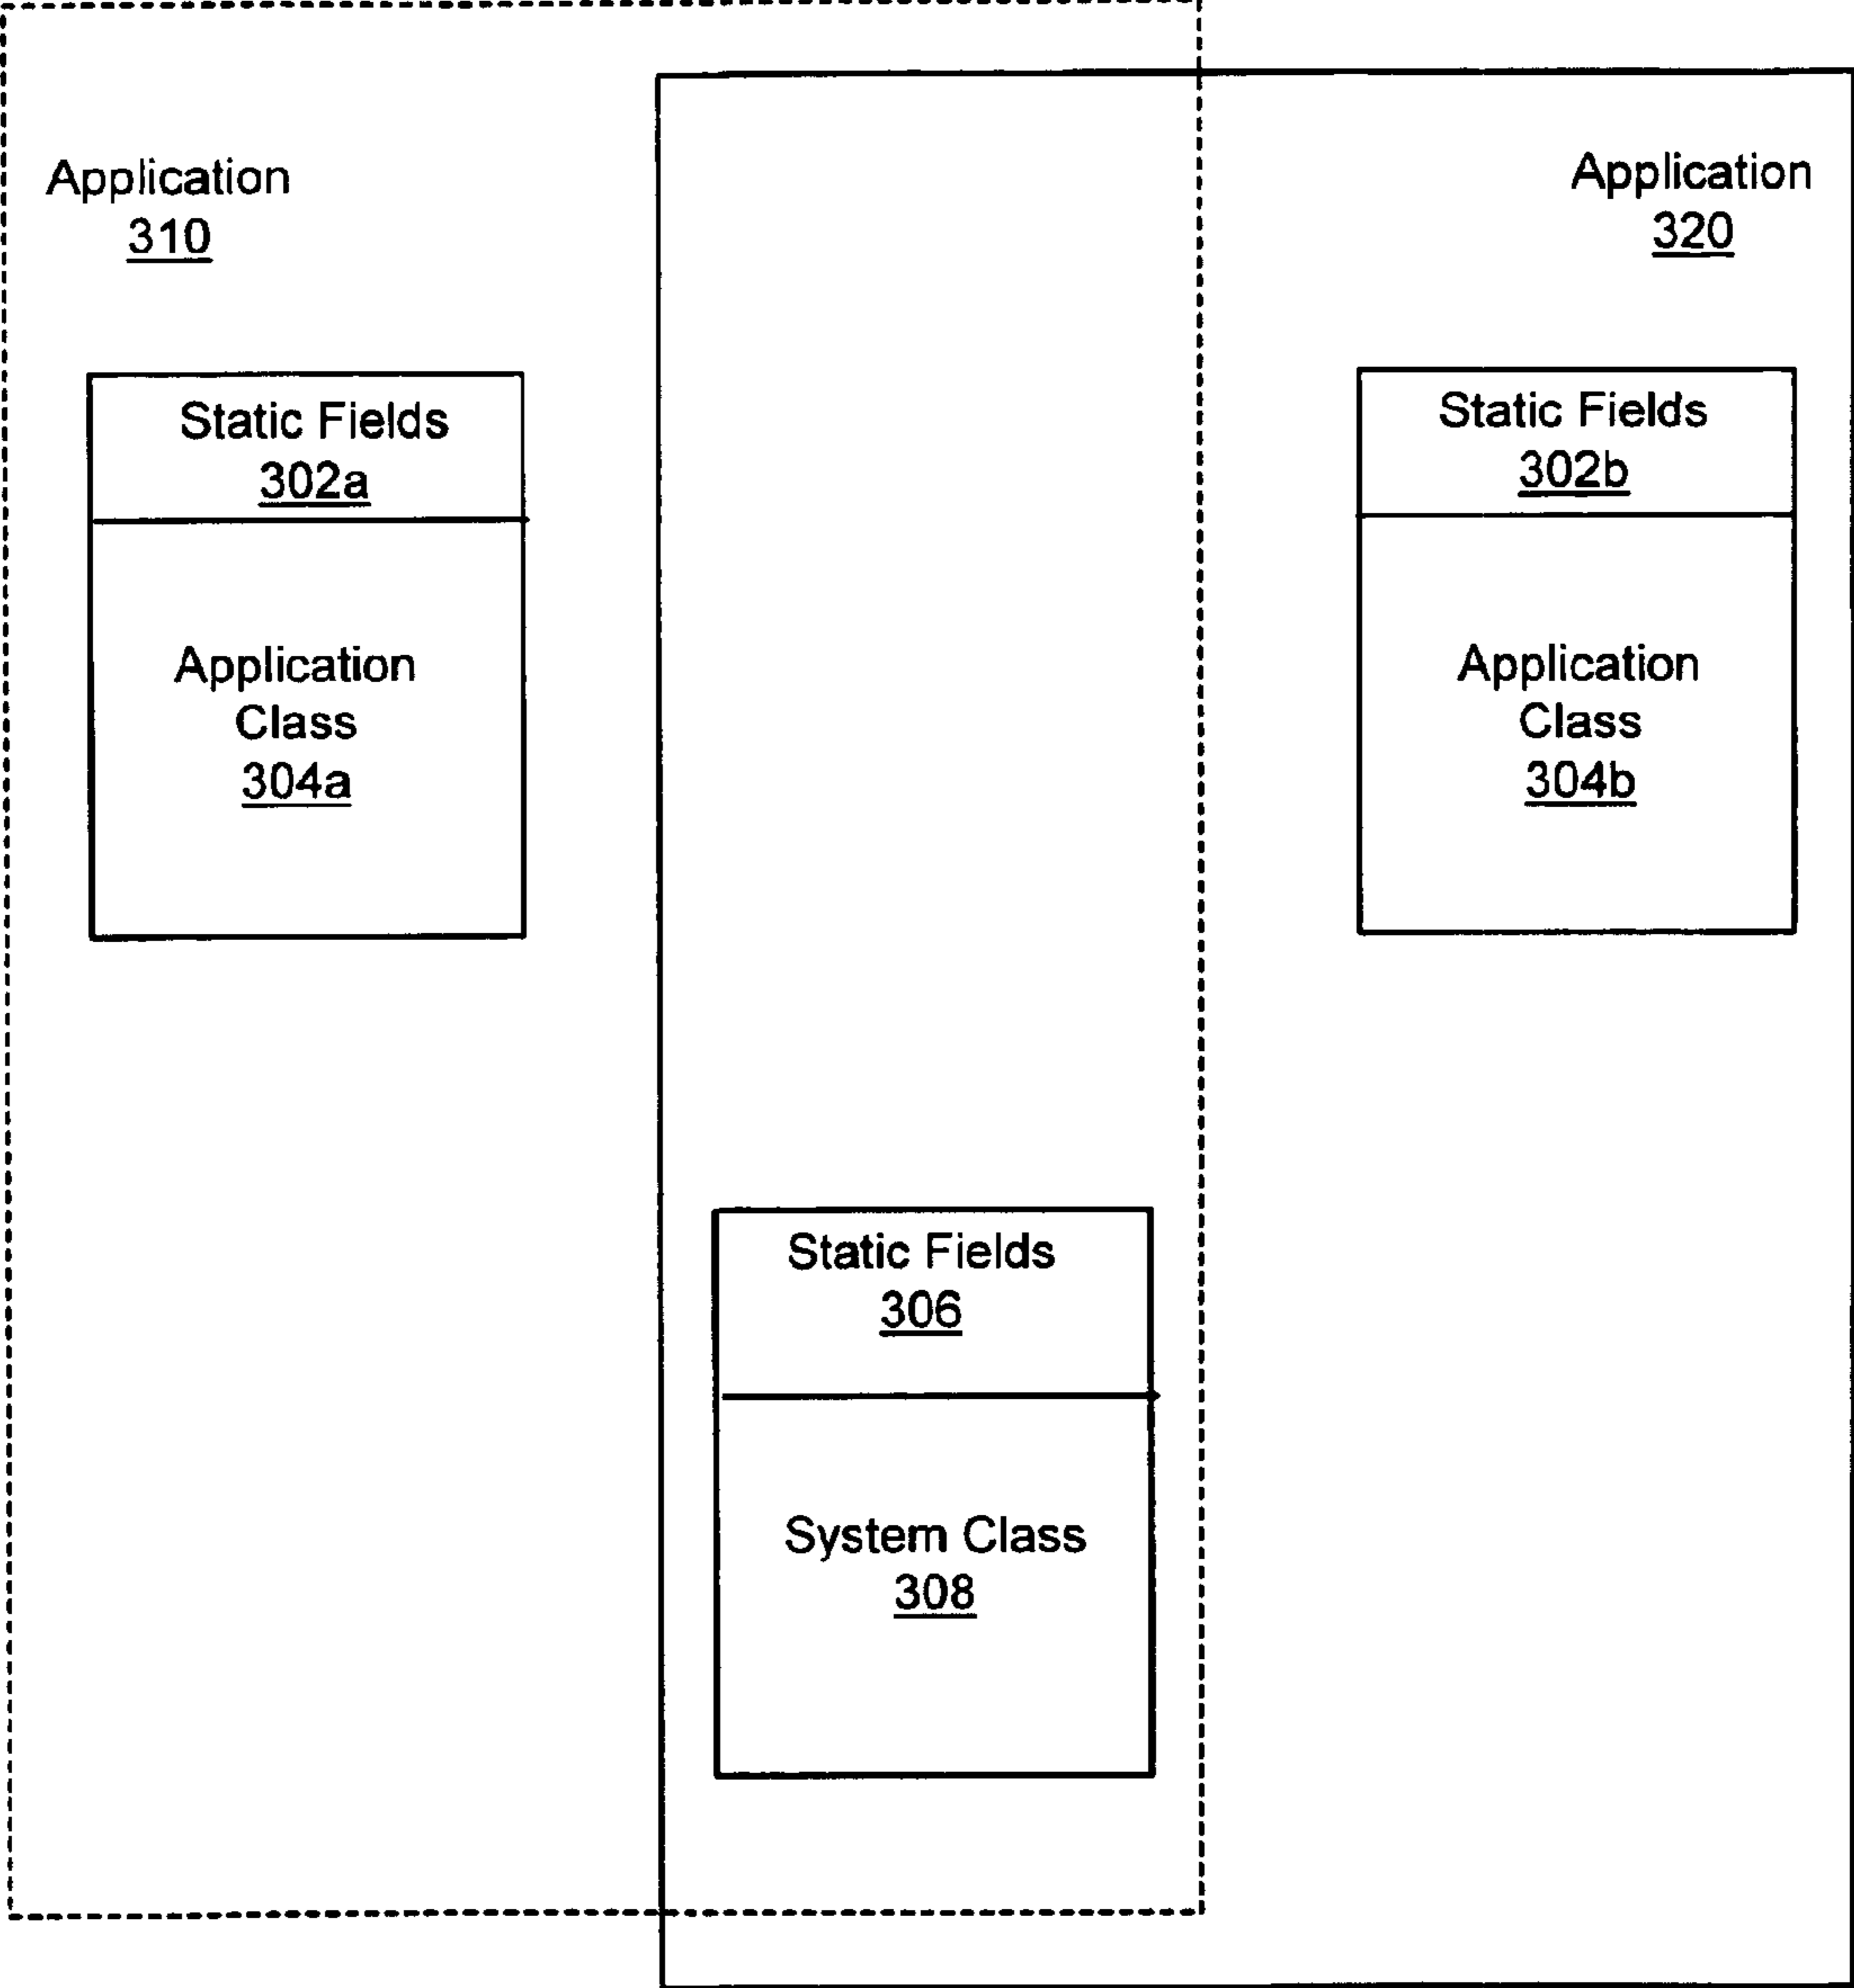 Application
310
Application
320
Static Fields
302a
Application
Class
304a
Static Fields
302b
Application
Class
304b
Static Fields
306
System Class
308